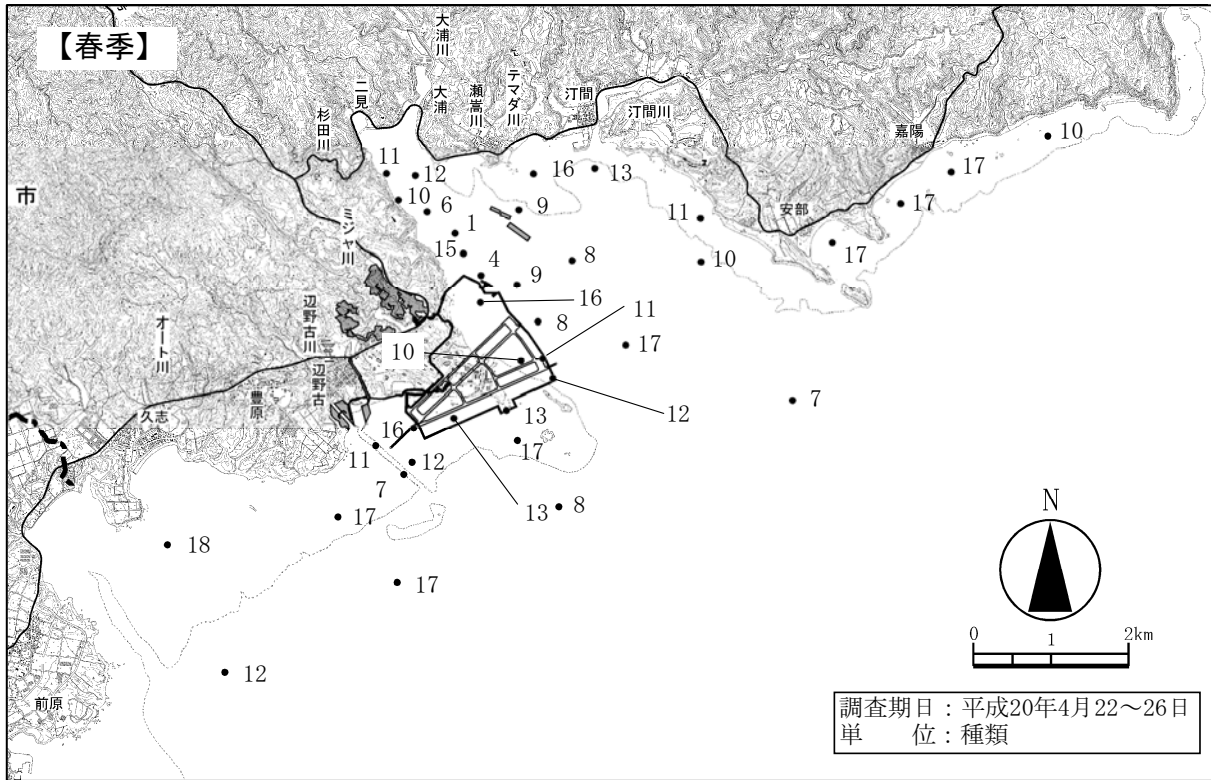 【春季】
大浦川
大浦
二見
杉田川
瀬嵩川
テマダ川
汀間
汀間川
嘉陽
安部
市
ミジャ川
辺野古川
辺野古
オート川
豊原
久志
前原
10
17
17
17
16
13
11
12
10
6
9
11
1
15
8
10
4
9
16
11
8
17
10
7
12
13
16
17
11
12
7
13
8
17
18
17
12
N
0 1 2km
調査期日：平成20年4月22～26日
単　　位：種類